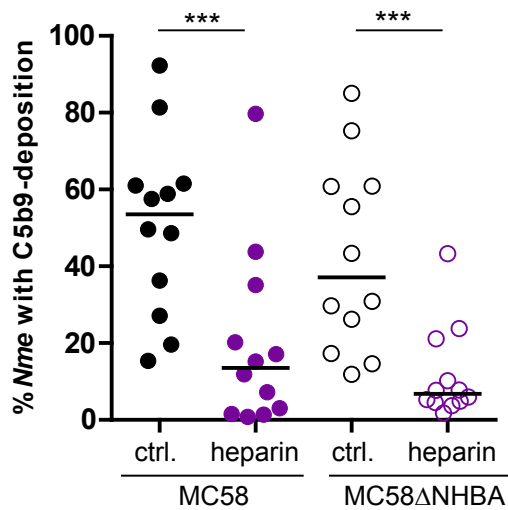 *** ***
% Nme with C5b9-deposition
100
80
60
40
20
0
ctrl. heparin ctrl. heparin
MC58 MC58ΔNHBA